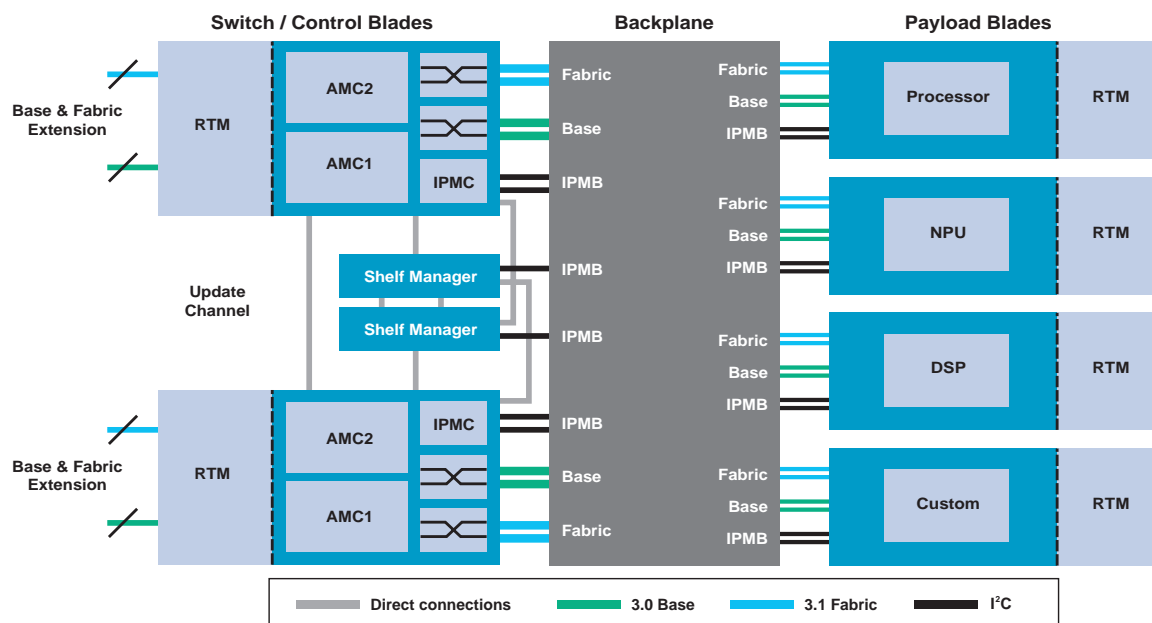 Switch / Control Blades
Backplane
Payload Blades
Base & Fabric
Extension
RTM
AMC2
AMC1
IPMC
Fabric
Base
IPMB
Fabric
Base
IPMB
Processor
RTM
Fabric
Base
IPMB
NPU
RTM
Update
Channel
Shelf Manager
Shelf Manager
IPMB
IPMB
Fabric
Base
IPMB
DSP
RTM
Base & Fabric
Extension
RTM
AMC2
AMC1
IPMC
IPMB
Base
Fabric
Fabric
Base
IPMB
Custom
RTM
Direct connections
3.0 Base
3.1 Fabric
I²C